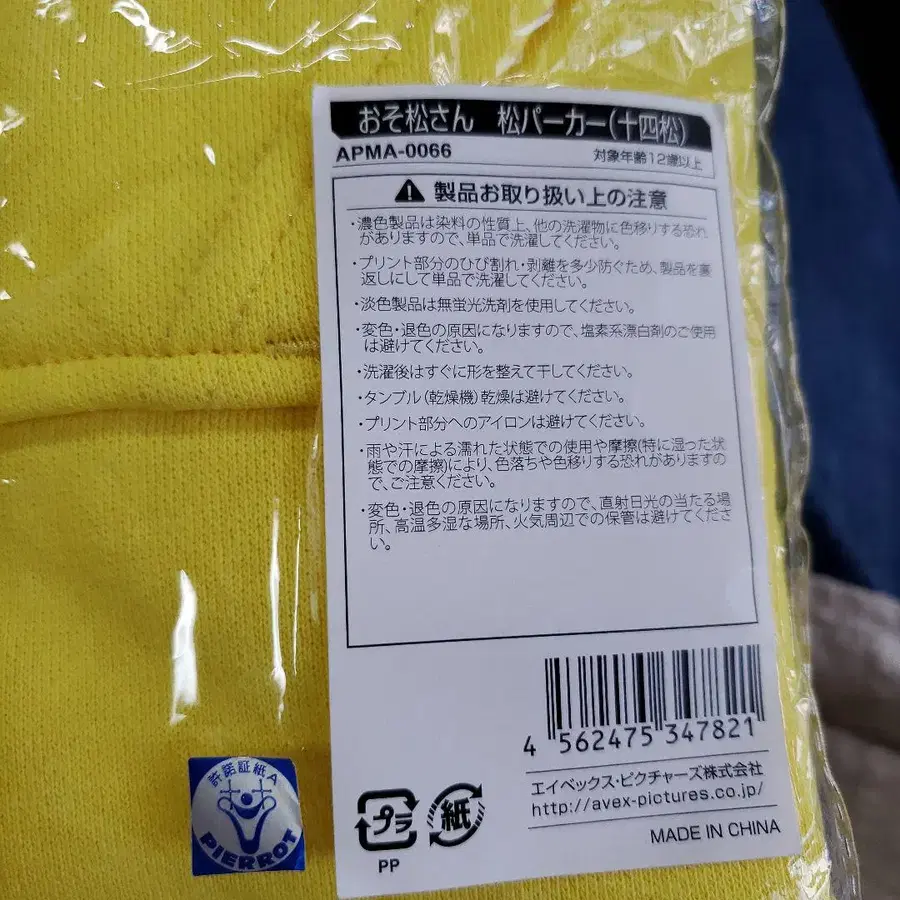 おそ松さん 松パーカー(十四松)
APMA-0066
対象年齢12歳以上
製品お取り扱い上の注意
・濃色製品は染料の性質上、他の洗濯物に色移りする恐れ
がありますので、単品で洗濯してください。
・プリント部分のひび割れ・剥離を多少防ぐため、製品を裏
返しにして単品で洗濯してください。
・淡色製品は無蛍光洗剤を使用してください。
・変色・退色の原因になりますので、塩素系漂白剤のご使用
は避けてください。
・洗濯後はすぐに形を整えて干してください。
・タンブル(乾燥機)乾燥は避けてください。
・プリント部分へのアイロンは避けてください。
・雨や汗による濡れた状態での使用や摩擦(特に湿った状
態での摩擦)により、色落ちや色移りする恐れがありますの
で、ご注意ください。
・変色・退色の原因になりますので、直射日光の当たる場
所、高温多湿な場所、火気周辺での保管は避けてくださ
い。
4 562475 347821
エイベックス・ピクチャーズ株式会社
http://avex-pictures.co.jp/
MADE IN CHINA
プラ
PP
紙
許諾証紙A
PIERROT